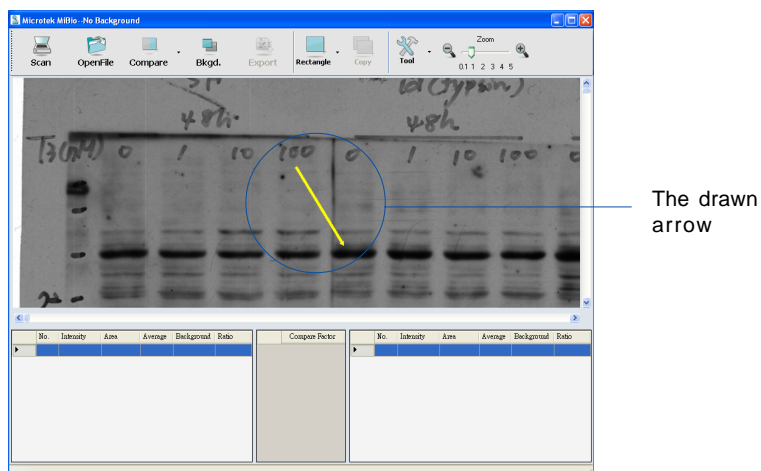 Microtek MiBio--No Background
Scan OpenFile Compare Bkgd. Export Rectangle Copy Tool
Zoom
0.1 1 2 3 4 5
48h. 48h
T3(nM) 0 1 10 100 0 1 10 100 0
The drawn
arrow
No. Intensity Area Average Background Ratio
Compare Factor
No. Intensity Area Average Background Ratio